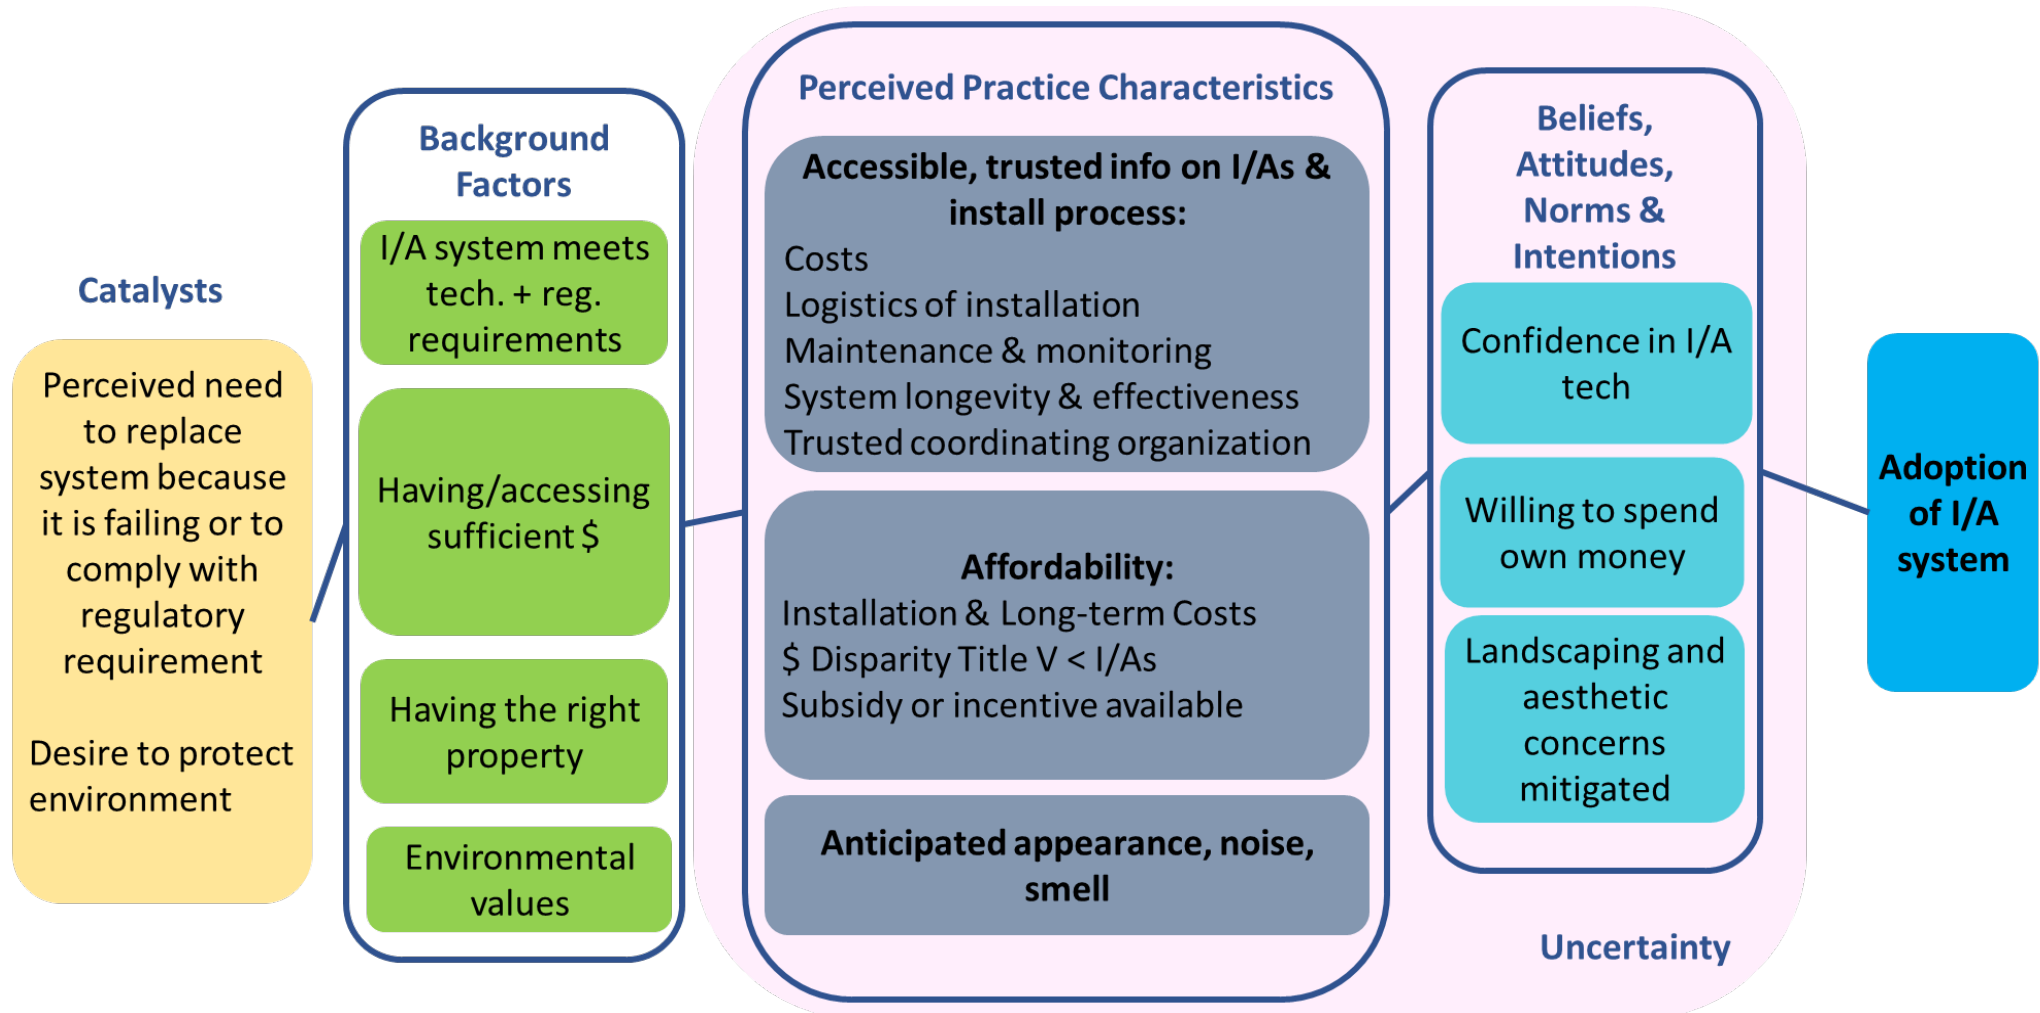 Catalysts
Perceived need
to replace
system because
it is failing or to
comply with
regulatory
requirement
Desire to protect
environment
Background
Factors
I/A system meets
tech. + reg.
requirements
Having/accessing
sufficient $
Having the right
property
Environmental
values
Perceived Practice Characteristics
Accessible, trusted info on I/As &
install process:
Costs
Logistics of installation
Maintenance & monitoring
System longevity & effectiveness
Trusted coordinating organization
Affordability:
Installation & Long-term Costs
$ Disparity Title V < I/As
Subsidy or incentive available
Anticipated appearance, noise,
smell
Beliefs,
Attitudes,
Norms &
Intentions
Confidence in I/A
tech
Willing to spend
own money
Landscaping and
aesthetic
concerns
mitigated
Uncertainty
Adoption
of I/A
system